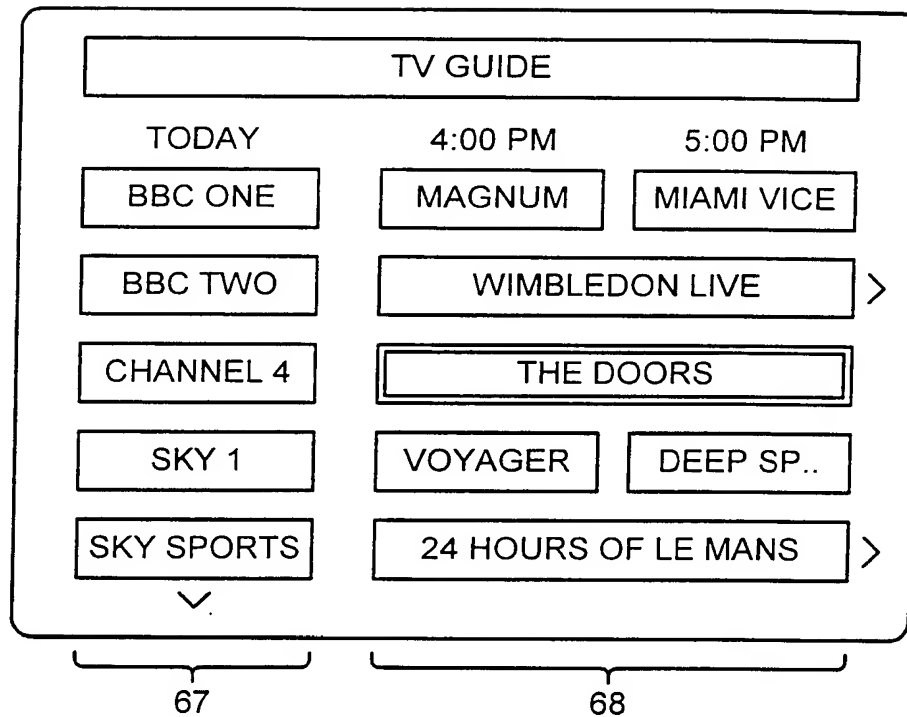 TV GUIDE
TODAY 4:00 PM 5:00 PM
BBC ONE MAGNUM MIAMI VICE
BBC TWO WIMBLEDON LIVE >
CHANNEL 4 THE DOORS
SKY 1 VOYAGER DEEP SP..
SKY SPORTS 24 HOURS OF LE MANS >
67 68